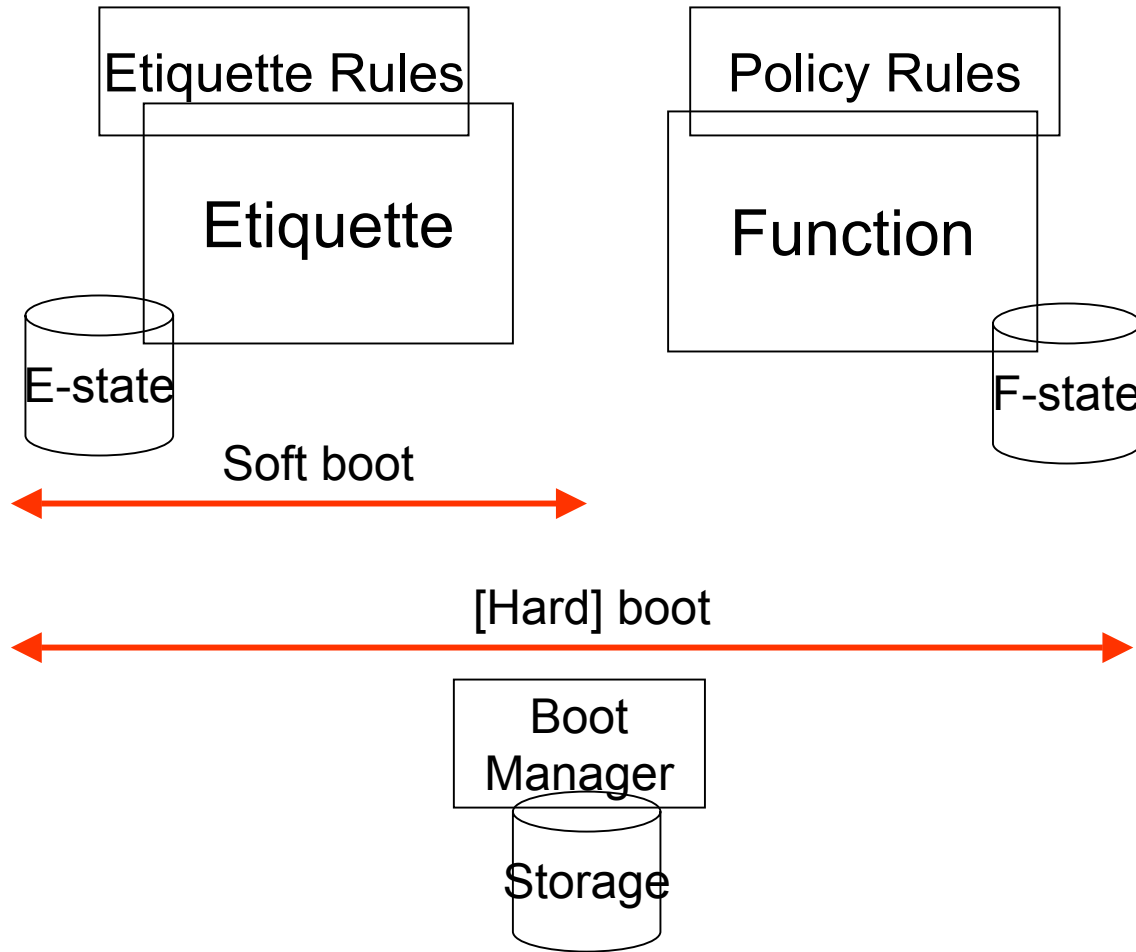 Etiquette Rules
Policy Rules
Etiquette
Function
E-state
F-state
Soft boot
[Hard] boot
Boot
Manager
Storage